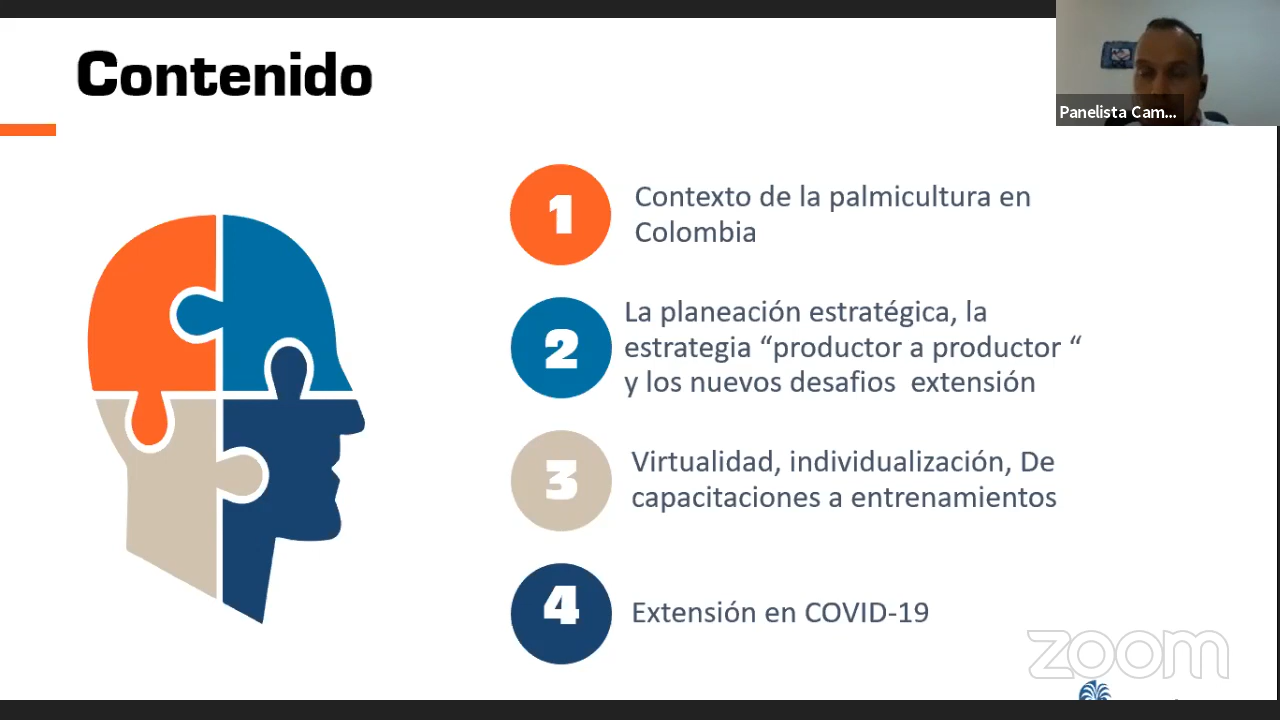 Contenido
Panelista Cam...
1
Contexto de la palmicultura en
Colombia
2
La planeación estratégica, la
estrategia “productor a productor “
y los nuevos desafios  extensión
3
Virtualidad, individualización, De
capacitaciones a entrenamientos
4
Extensión en COVID-19
zoom